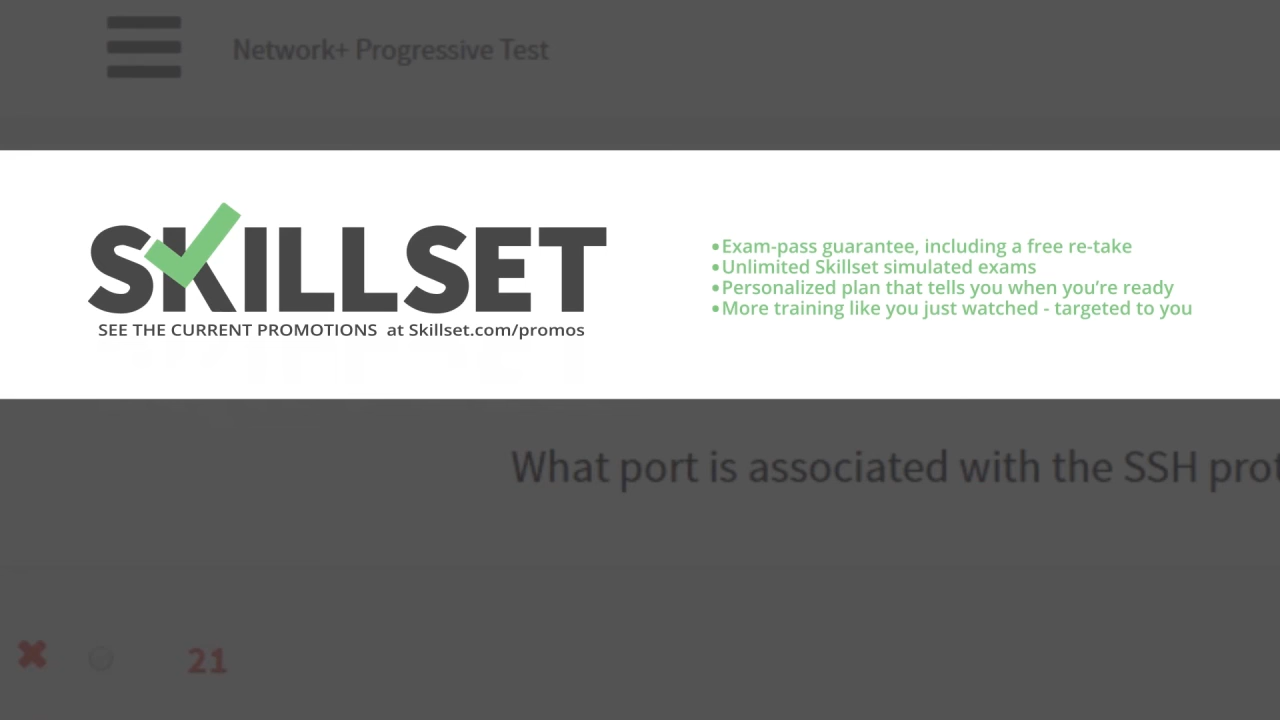 Network+ Progressive Test
SKILLSET
SEE THE CURRENT PROMOTIONS at Skillset.com/promos
•Exam-pass guarantee, including a free re-take
•Unlimited Skillset simulated exams
•Personalized plan that tells you when you’re ready
•More training like you just watched - targeted to you
What port is associated with the SSH prot
21